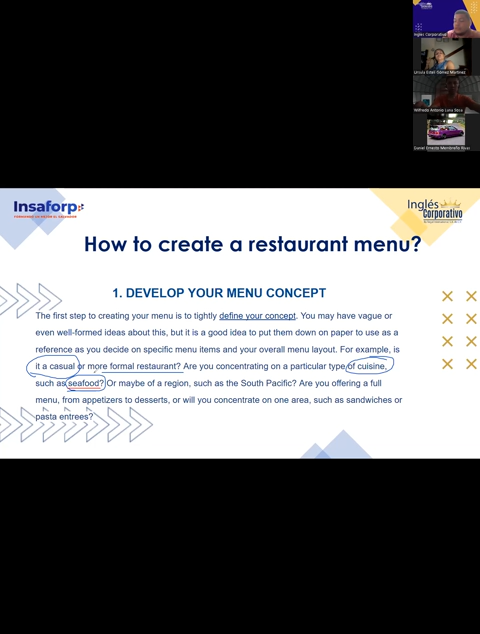 Inglés Corporativo
Wilfredo Antonio
Insaforp
Inglés
Corporativo
How to create a restaurant menu?
1. DEVELOP YOUR MENU CONCEPT
The first step to creating your menu is to tightly define your concept. You may have vague or
even well-formed ideas about this, but it is a good idea to put them down on paper to use as a
reference as you decide on specific menu items and your overall menu layout. For example, is
it a casual or more formal restaurant? Are you concentrating on a particular type of cuisine,
such as seafood? Or maybe of a region, such as the South Pacific? Are you offering a full
menu, from appetizers to desserts, or will you concentrate on one area, such as sandwiches or
pasta entrees?